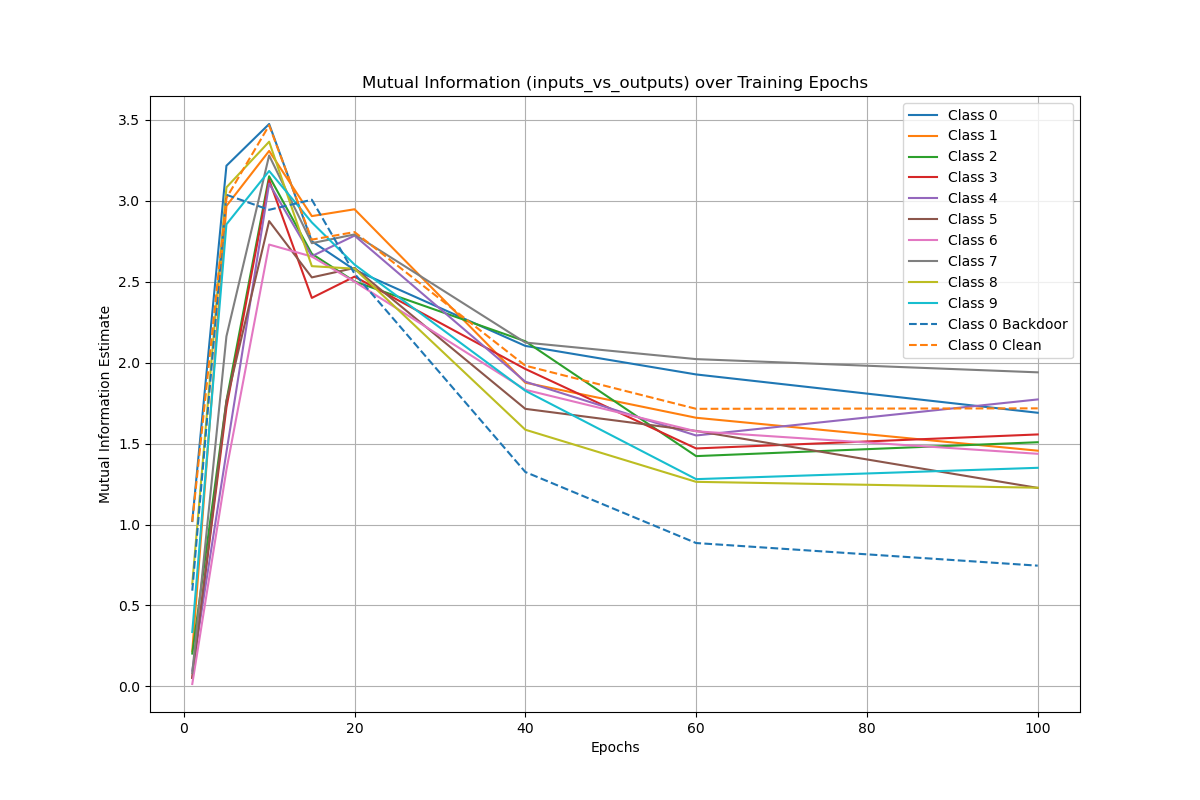 Mutual Information (inputs_vs_outputs) over Training Epochs
Mutual Information Estimate
3.5
3.0
2.5
2.0
1.5
1.0
0.5
0.0
0
20
40
60
80
100
Epochs
Class 0
Class 1
Class 2
Class 3
Class 4
Class 5
Class 6
Class 7
Class 8
Class 9
Class 0 Backdoor
Class 0 Clean